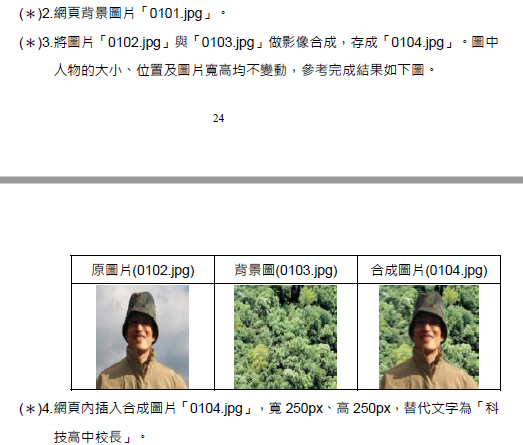 (＊)2.網頁背景圖片「0101.jpg」。
(＊)3.將圖片「0102.jpg」與「0103.jpg」做影像合成，存成「0104.jpg」。圖中
人物的大小、位置及圖片寬高均不變動，參考完成結果如下圖。
24
原圖片(0102.jpg) 背景圖(0103.jpg) 合成圖片(0104.jpg)
(＊)4.網頁內插入合成圖片「0104.jpg」，寬 250px、高 250px，替代文字為「科
技高中校長」。